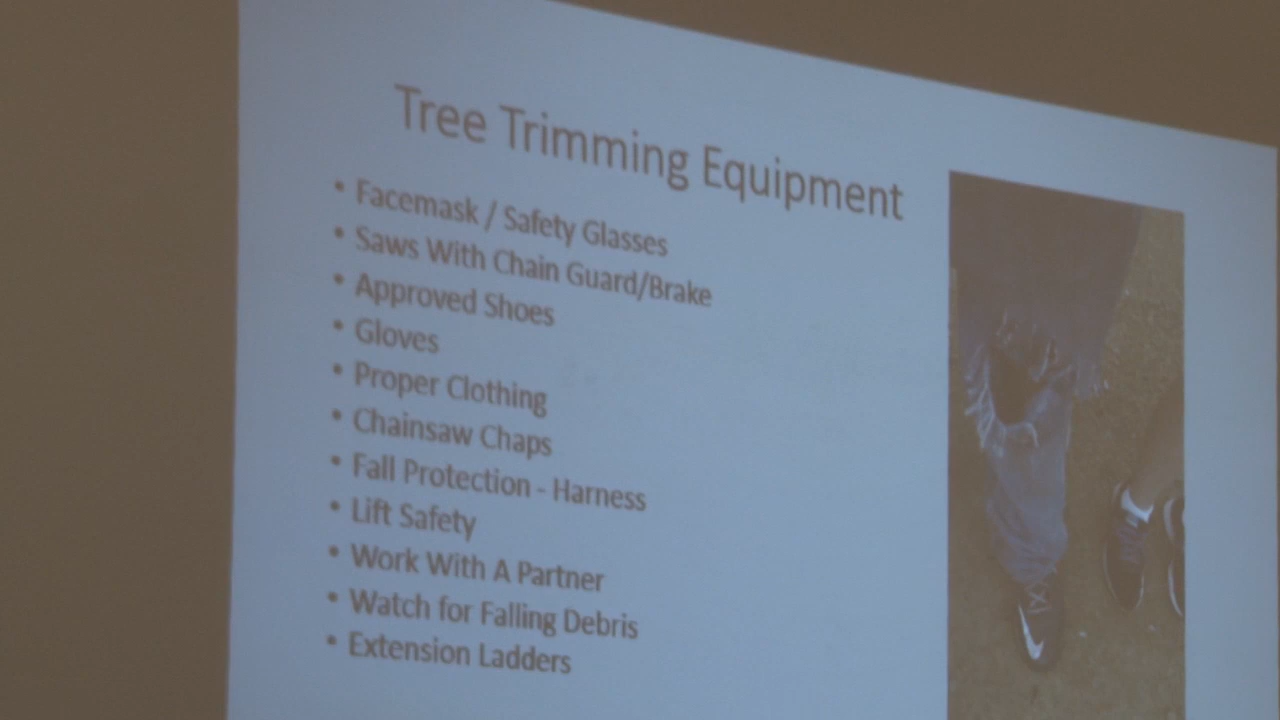 Tree Trimming Equipment
• Facemask / Safety Glasses
• Saws With Chain Guard/Brake
• Approved Shoes
• Gloves
• Proper Clothing
• Chainsaw Chaps
• Fall Protection - Harness
• Lift Safety
• Work With A Partner
• Watch for Falling Debris
• Extension Ladders